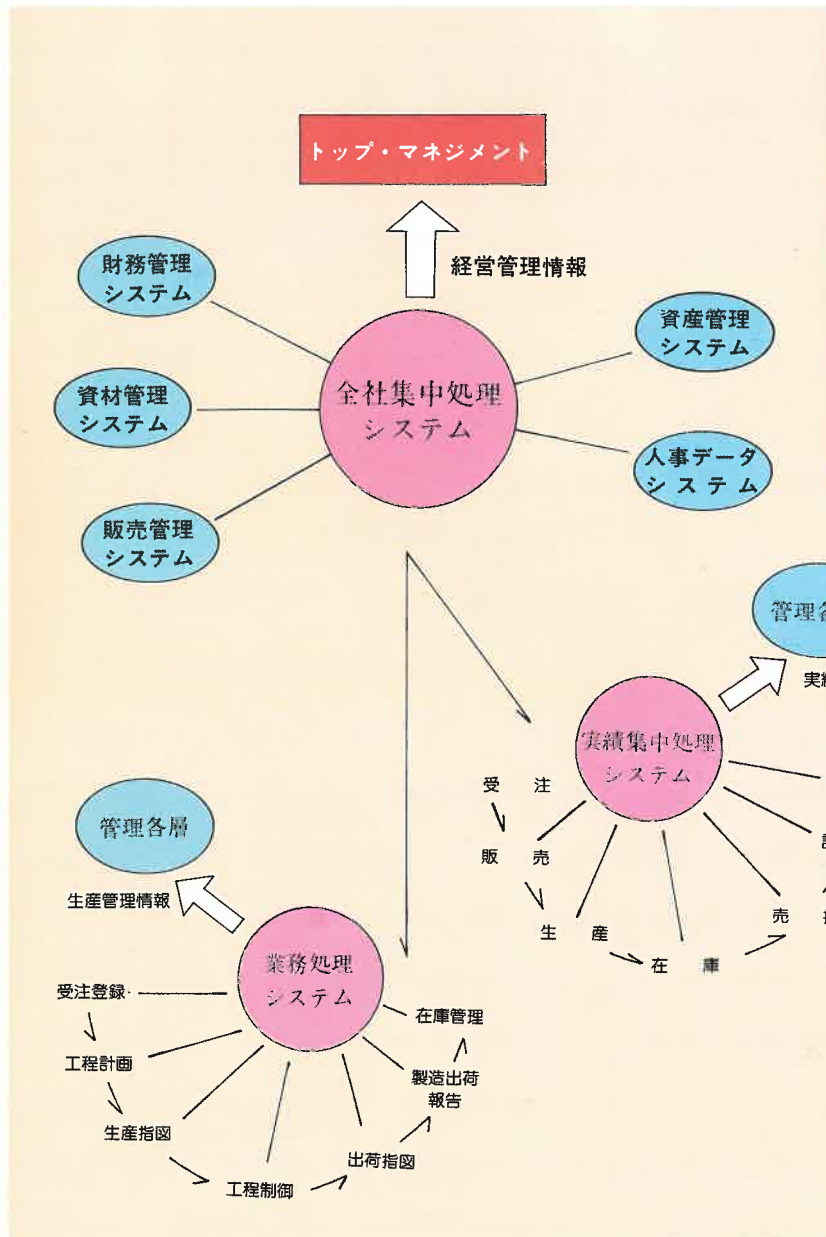 トップ・マネジメント
経営管理情報
財務管理
システム
資産管理
システム
全社集中処理
システム
資材管理
システム
人事データ
システム
販売管理
システム
管理各
実績
実績集中処理
システム
受注
販売
生産
在庫
売
管理各層
生産管理情報
業務処理
システム
受注登録
工程計画
生産指図
工程制御
出荷指図
製造出荷
報告
在庫管理